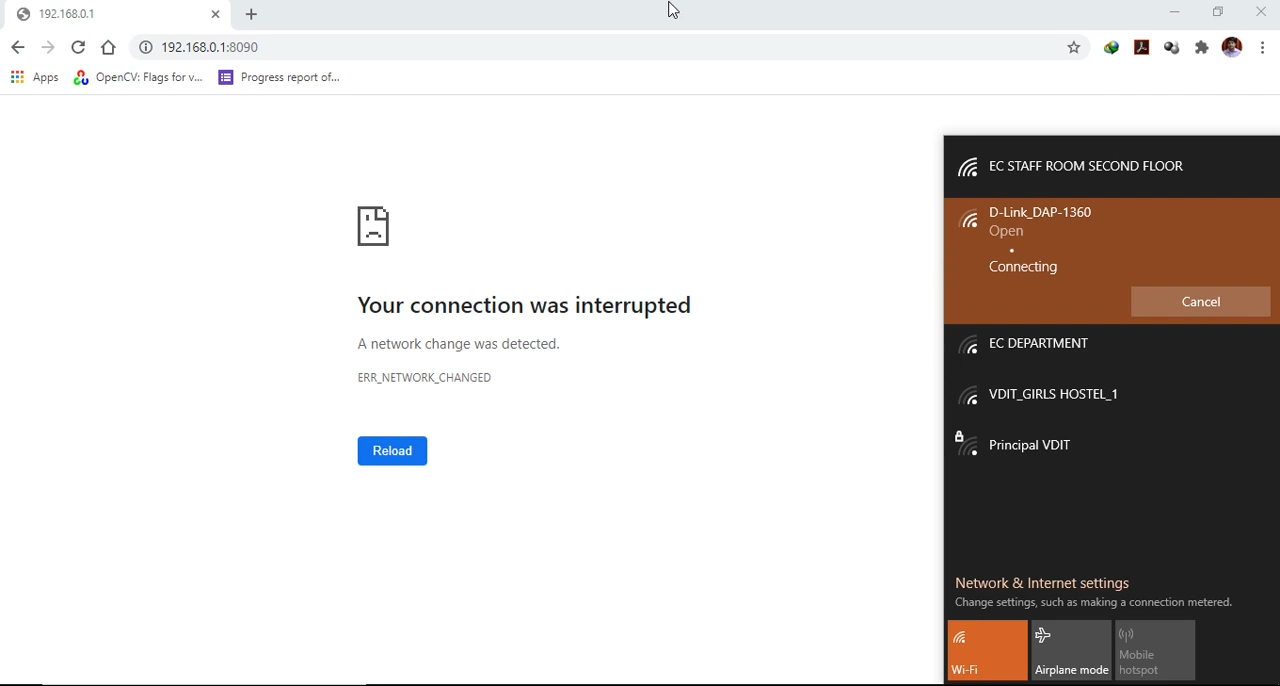 192.168.0.1
192.168.0.1:8090
Apps
OpenCV: Flags for v...
Progress report of...
Your connection was interrupted
A network change was detected.
ERR_NETWORK_CHANGED
Reload
EC STAFF ROOM SECOND FLOOR
D-Link_DAP-1360
Open
Connecting
Cancel
EC DEPARTMENT
VDIT_GIRLS HOSTEL_1
Principal VDIT
Network & Internet settings
Change settings, such as making a connection metered.
Wi-Fi
Airplane mode
Mobile
hotspot